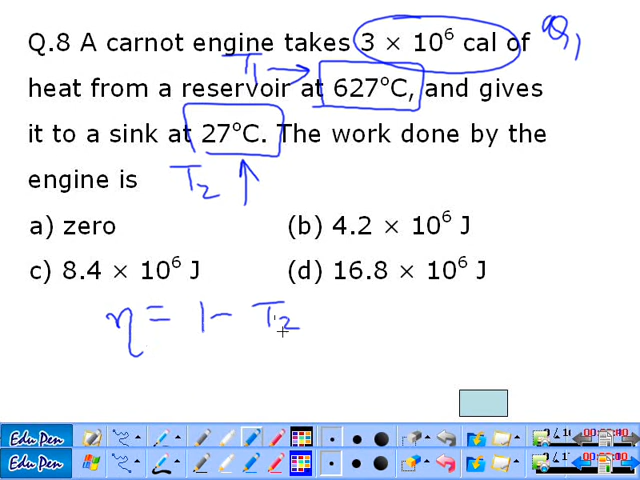 Q.8 A carnot engine takes 3 × 10⁶ cal of Q₁
T₁
heat from a reservoir at 627°C, and gives
it to a sink at 27°C. The work done by the
T₂
engine is
a) zero (b) 4.2 × 10⁶ J
c) 8.4 × 10⁶ J (d) 16.8 × 10⁶ J
η = 1 - T₂
Edu Pen
Edu Pen